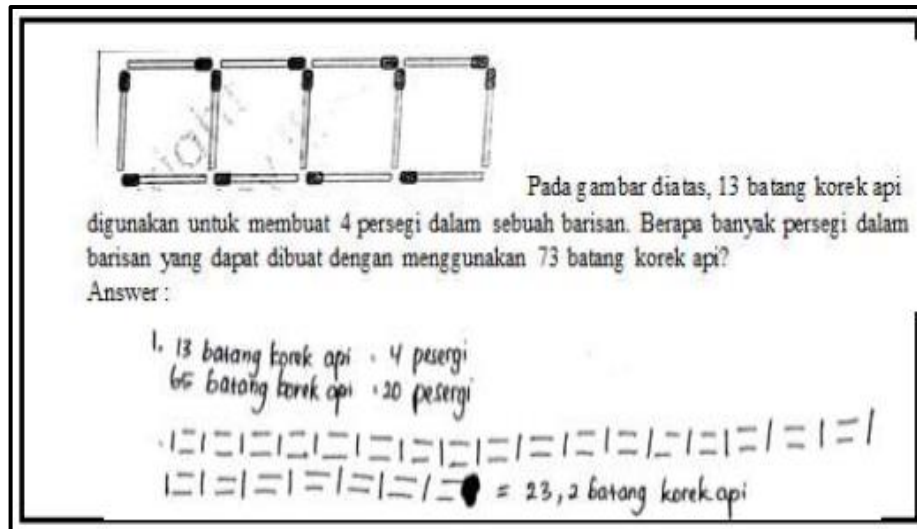 Pada gambar diatas, 13 batang korek api
digunakan untuk membuat 4 persegi dalam sebuah barisan. Berapa banyak persegi dalam
barisan yang dapat dibuat dengan menggunakan 73 batang korek api?
Answer :
1. 13 batang korek api : 4 pesergi
65 batang korek api : 20 pesergi
= 23,2 batang korek api